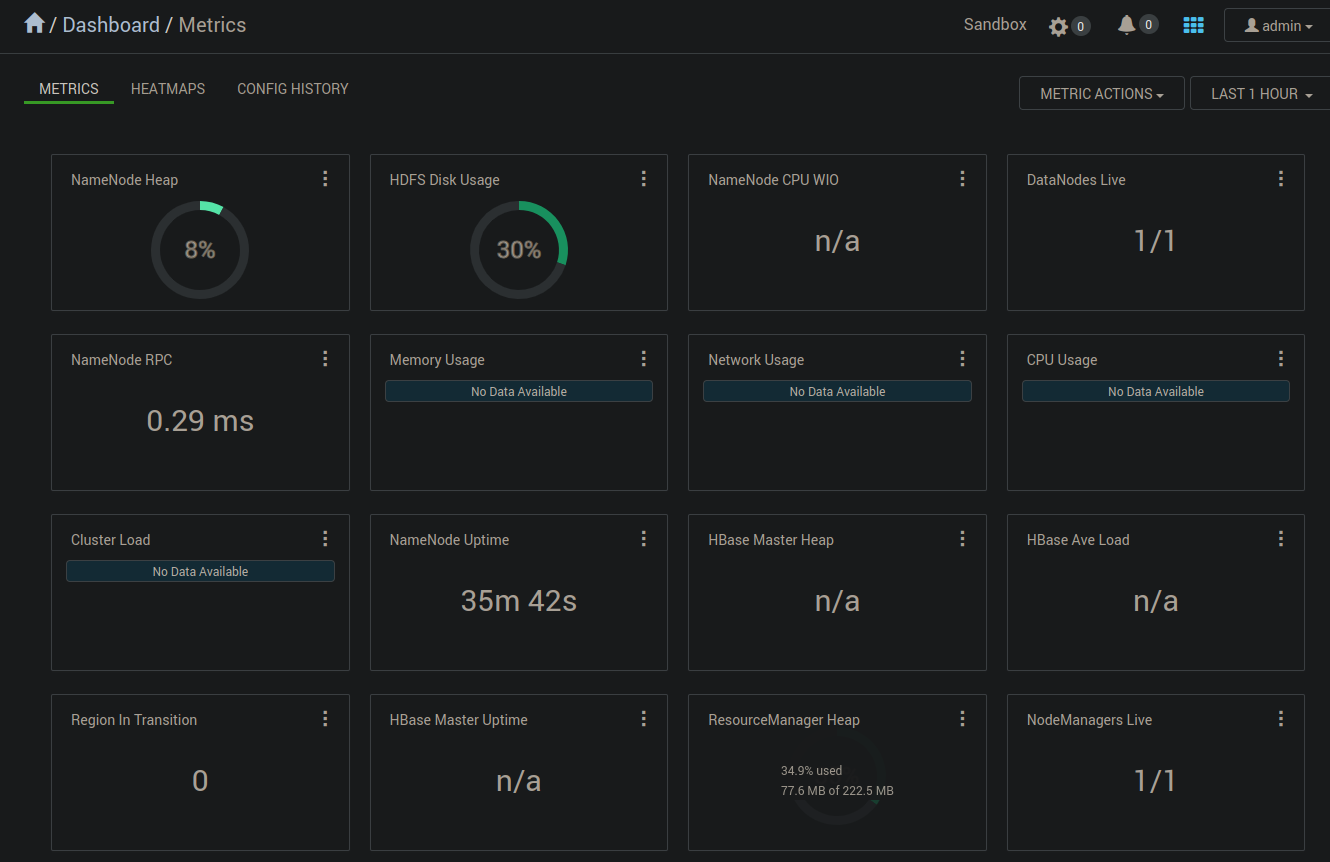 / Dashboard / Metrics Sandbox 0 0 admin
METRICS HEATMAPS CONFIG HISTORY METRIC ACTIONS LAST 1 HOUR
NameNode Heap HDFS Disk Usage NameNode CPU WIO DataNodes Live
8% 30% n/a 1/1
NameNode RPC Memory Usage Network Usage CPU Usage
No Data Available No Data Available No Data Available
0.29 ms
Cluster Load NameNode Uptime HBase Master Heap HBase Ave Load
No Data Available
35m 42s n/a n/a
Region In Transition HBase Master Uptime ResourceManager Heap NodeManagers Live
34.9% used
0 n/a 1/1
77.6 MB of 222.5 MB